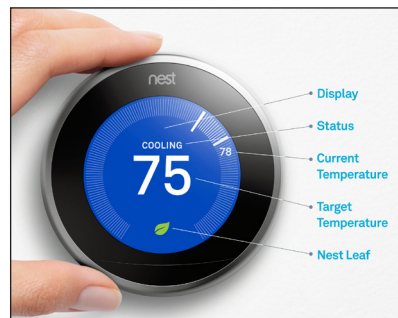 nest
COOLING
75
78
Display
Status
Current
Temperature
Target
Temperature
Nest Leaf